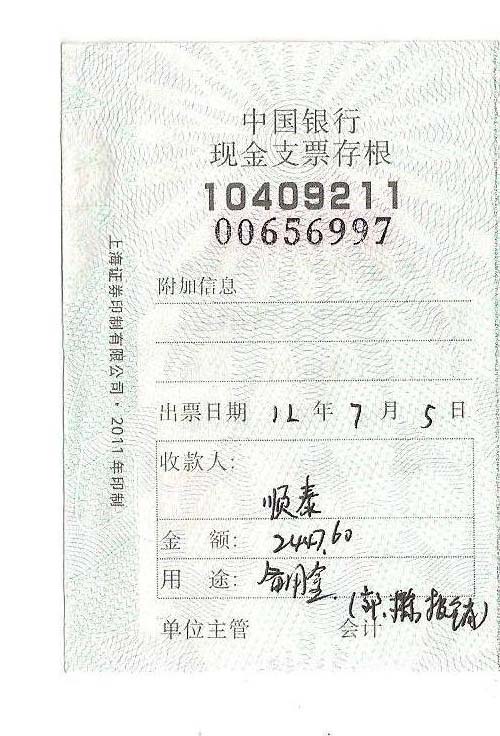 中国银行
现金支票存根
10409211
00656997
附加信息
出票日期 12 年 7 月 5 日
收款人:
顺泰
金 额: 2447.60
用 途: 备用金
(郭. 报销)
单位主管 会计
上海证券印制有限公司·2011年印制